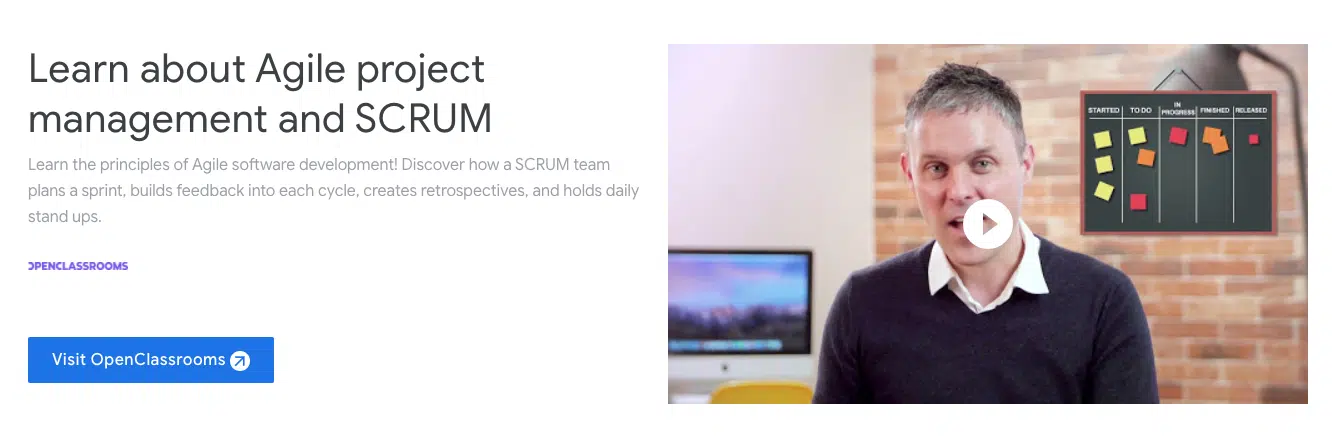 Learn about Agile project
management and SCRUM
Learn the principles of Agile software development! Discover how a SCRUM team
plans a sprint, builds feedback into each cycle, creates retrospectives, and holds daily
stand ups.
OPENCLASSROOMS
Visit OpenClassrooms
STARTED TO DO IN PROGRESS FINISHED RELEASED